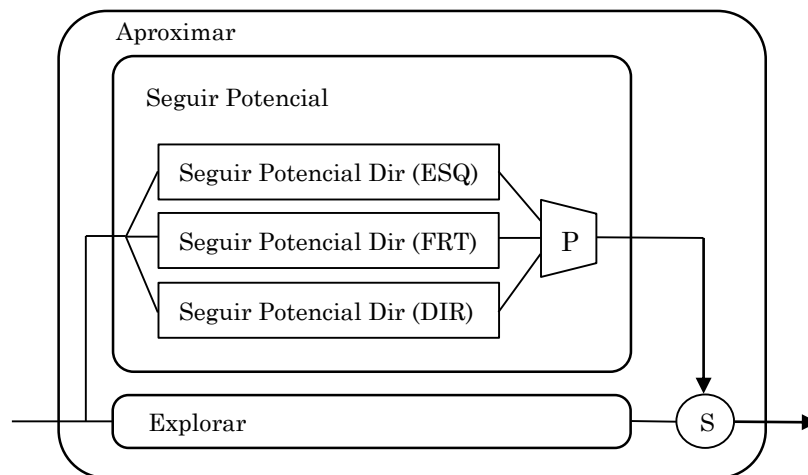 Aproximar
Seguir Potencial
Seguir Potencial Dir (ESQ)
Seguir Potencial Dir (FRT)
P
Seguir Potencial Dir (DIR)
Explorar
S